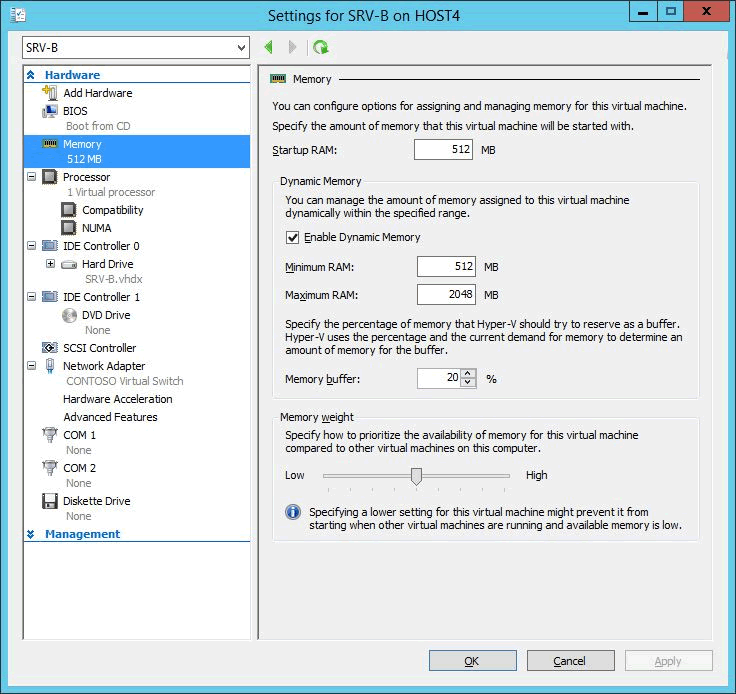 Settings for SRV-B on HOST4
SRV-B
Hardware
Add Hardware
BIOS
Boot from CD
Memory
512 MB
Processor
1 Virtual processor
Compatibility
NUMA
IDE Controller 0
Hard Drive
SRV-B.vhdx
IDE Controller 1
DVD Drive
None
SCSI Controller
Network Adapter
CONTOSO Virtual Switch
Hardware Acceleration
Advanced Features
COM 1
None
COM 2
None
Diskette Drive
None
Management
Memory
You can configure options for assigning and managing memory for this virtual machine.
Specify the amount of memory that this virtual machine will be started with.
Startup RAM: 512 MB
Dynamic Memory
You can manage the amount of memory assigned to this virtual machine
dynamically within the specified range.
Enable Dynamic Memory
Minimum RAM: 512 MB
Maximum RAM: 2048 MB
Specify the percentage of memory that Hyper-V should try to reserve as a buffer.
Hyper-V uses the percentage and the current demand for memory to determine an
amount of memory for the buffer.
Memory buffer: 20 %
Memory weight
Specify how to prioritize the availability of memory for this virtual machine
compared to other virtual machines on this computer.
Low High
Specifying a lower setting for this virtual machine might prevent it from
starting when other virtual machines are running and available memory is low.
OK Cancel Apply